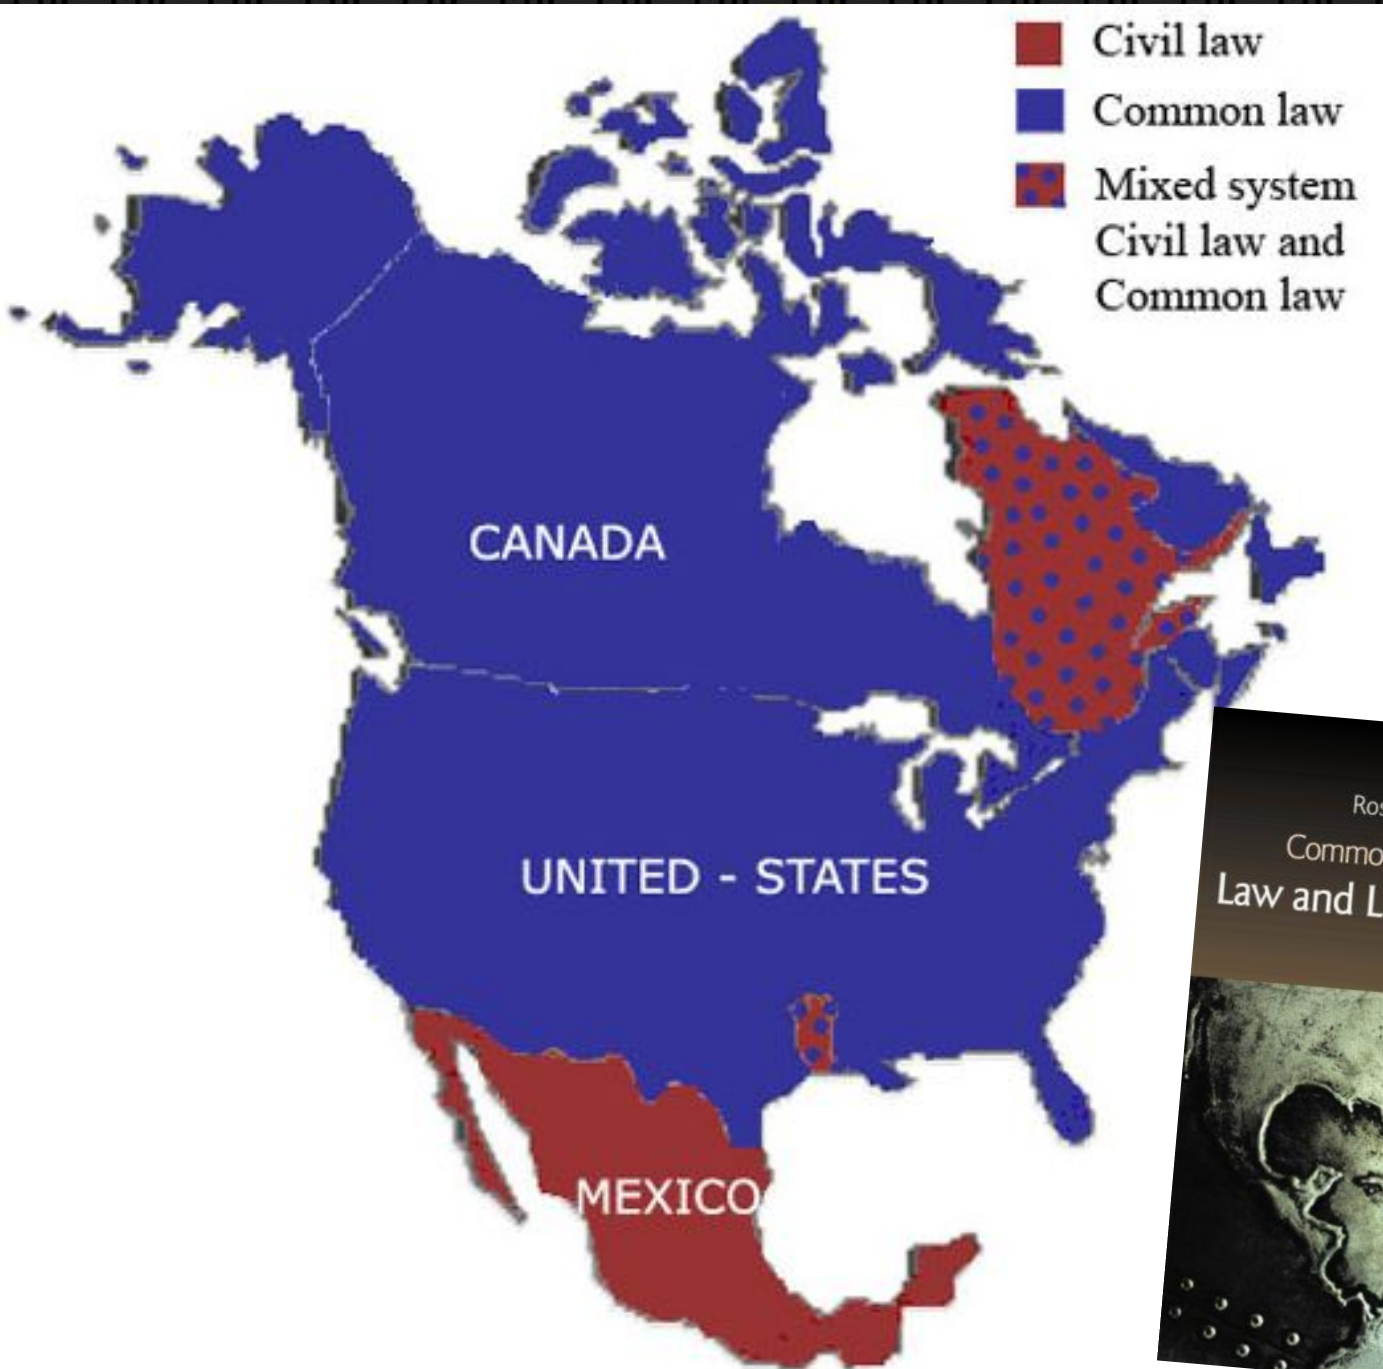 Civil law
Common law
Mixed system
Civil law and
Common law
CANADA
UNITED - STATES
MEXICO
Law and